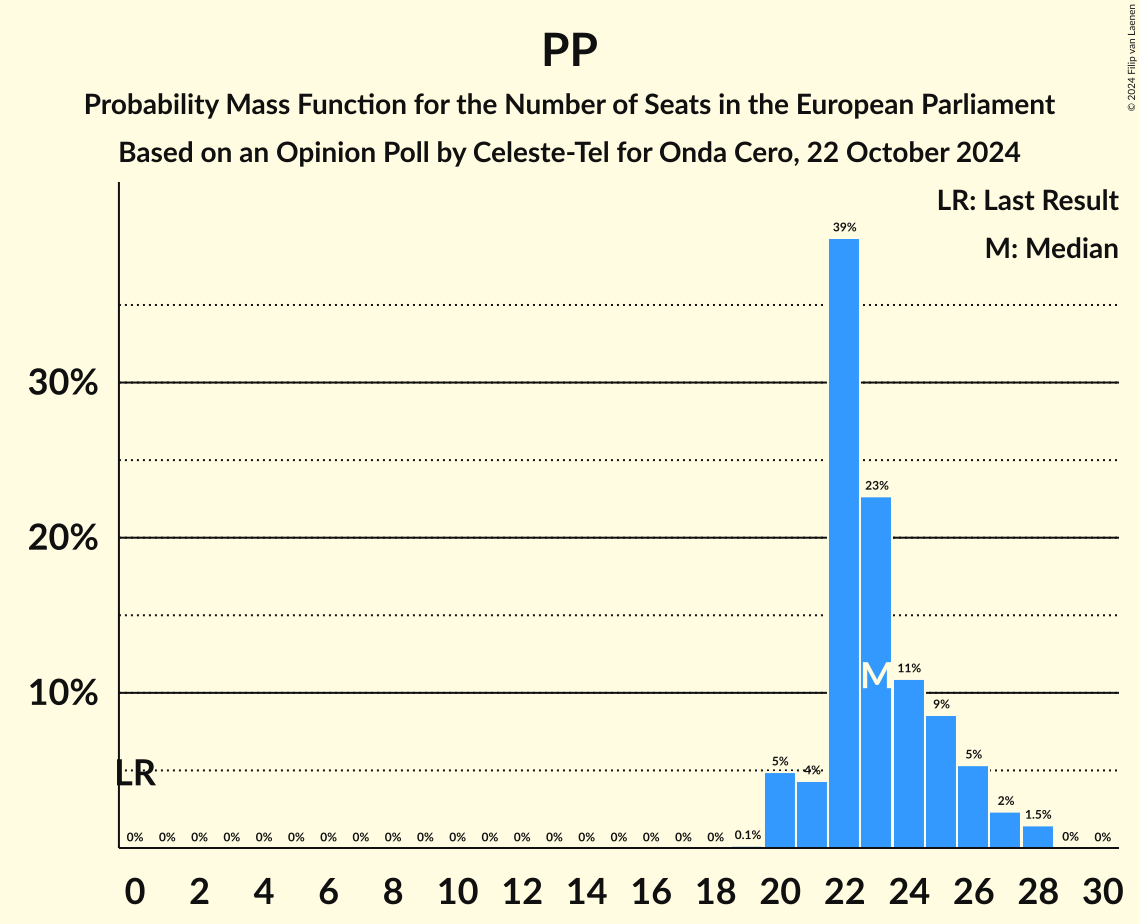 PP
Probability Mass Function for the Number of Seats in the European Parliament
Based on an Opinion Poll by Celeste-Tel for Onda Cero, 22 October 2024
© 2024 Filip van Laenen
LR: Last Result
M: Median
30%
20%
10%
LR
M
0% 0% 0% 0% 0% 0% 0% 0% 0% 0% 0% 0% 0% 0% 0% 0% 0% 0% 0% 0.1% 5% 4% 39% 23% 11% 9% 5% 2% 1.5% 0% 0%
0 2 4 6 8 10 12 14 16 18 20 22 24 26 28 30